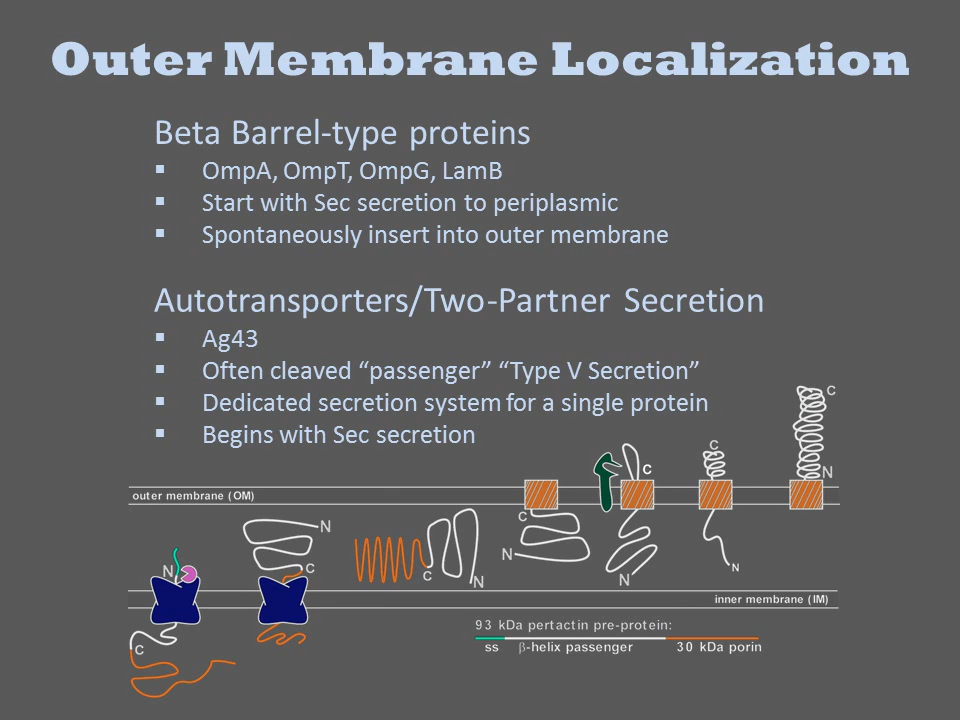 Outer Membrane Localization
Beta Barrel-type proteins
▪ OmpA, OmpT, OmpG, LamB
▪ Start with Sec secretion to periplasmic
▪ Spontaneously insert into outer membrane
Autotransporters/Two-Partner Secretion
▪ Ag43
▪ Often cleaved “passenger” “Type V Secretion”
▪ Dedicated secretion system for a single protein
▪ Begins with Sec secretion
C
C
C
N
outer membrane (OM)
C
N
N
N
C
C
N
N
N
inner membrane (IM)
C
93 kDa pertactin pre-protein:
ss β-helix passenger 30 kDa porin